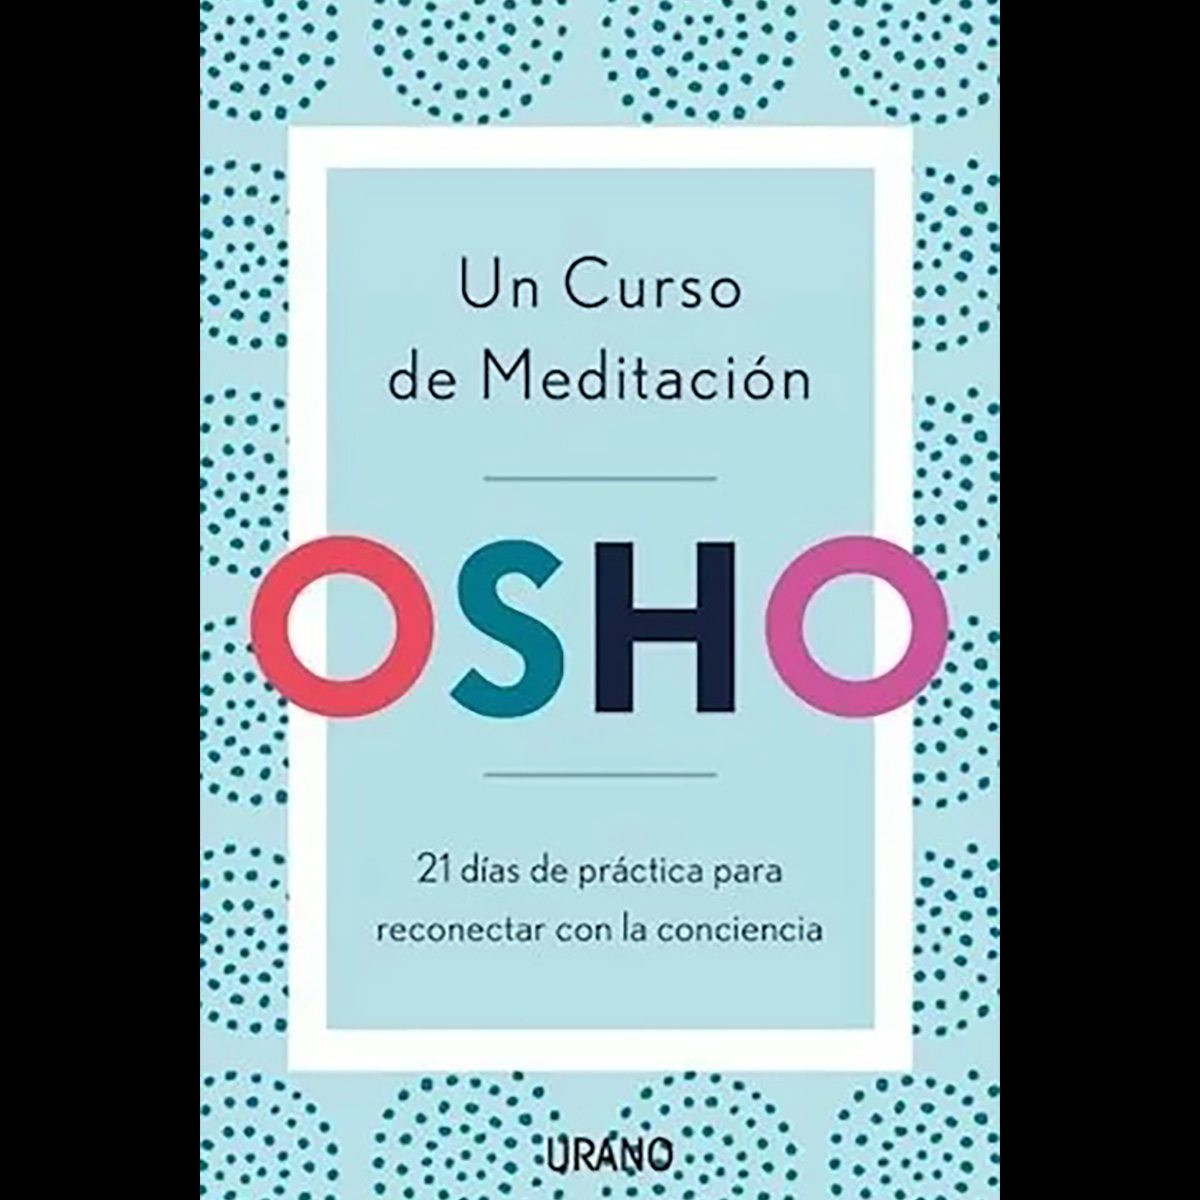 Un Curso
de Meditación
OSHO
21 días de práctica para
reconectar con la conciencia
URANO